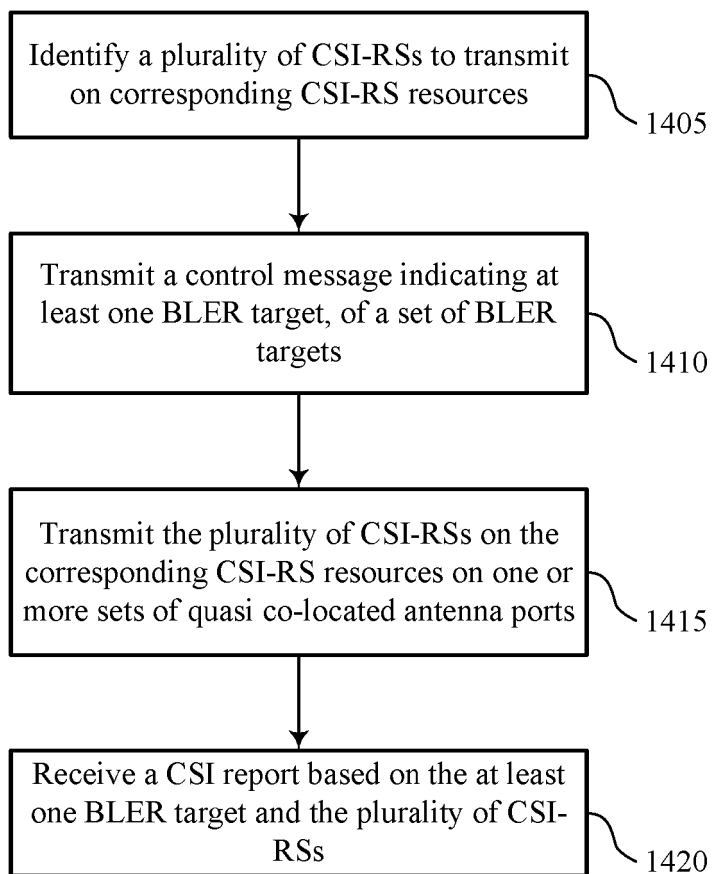 Identify a plurality of CSI-RSs to transmit
on corresponding CSI-RS resources
1405
Transmit a control message indicating at
least one BLER target, of a set of BLER
targets
1410
Transmit the plurality of CSI-RSs on the
corresponding CSI-RS resources on one or
more sets of quasi co-located antenna ports
1415
Receive a CSI report based on the at least
one BLER target and the plurality of CSI-
RSs
1420